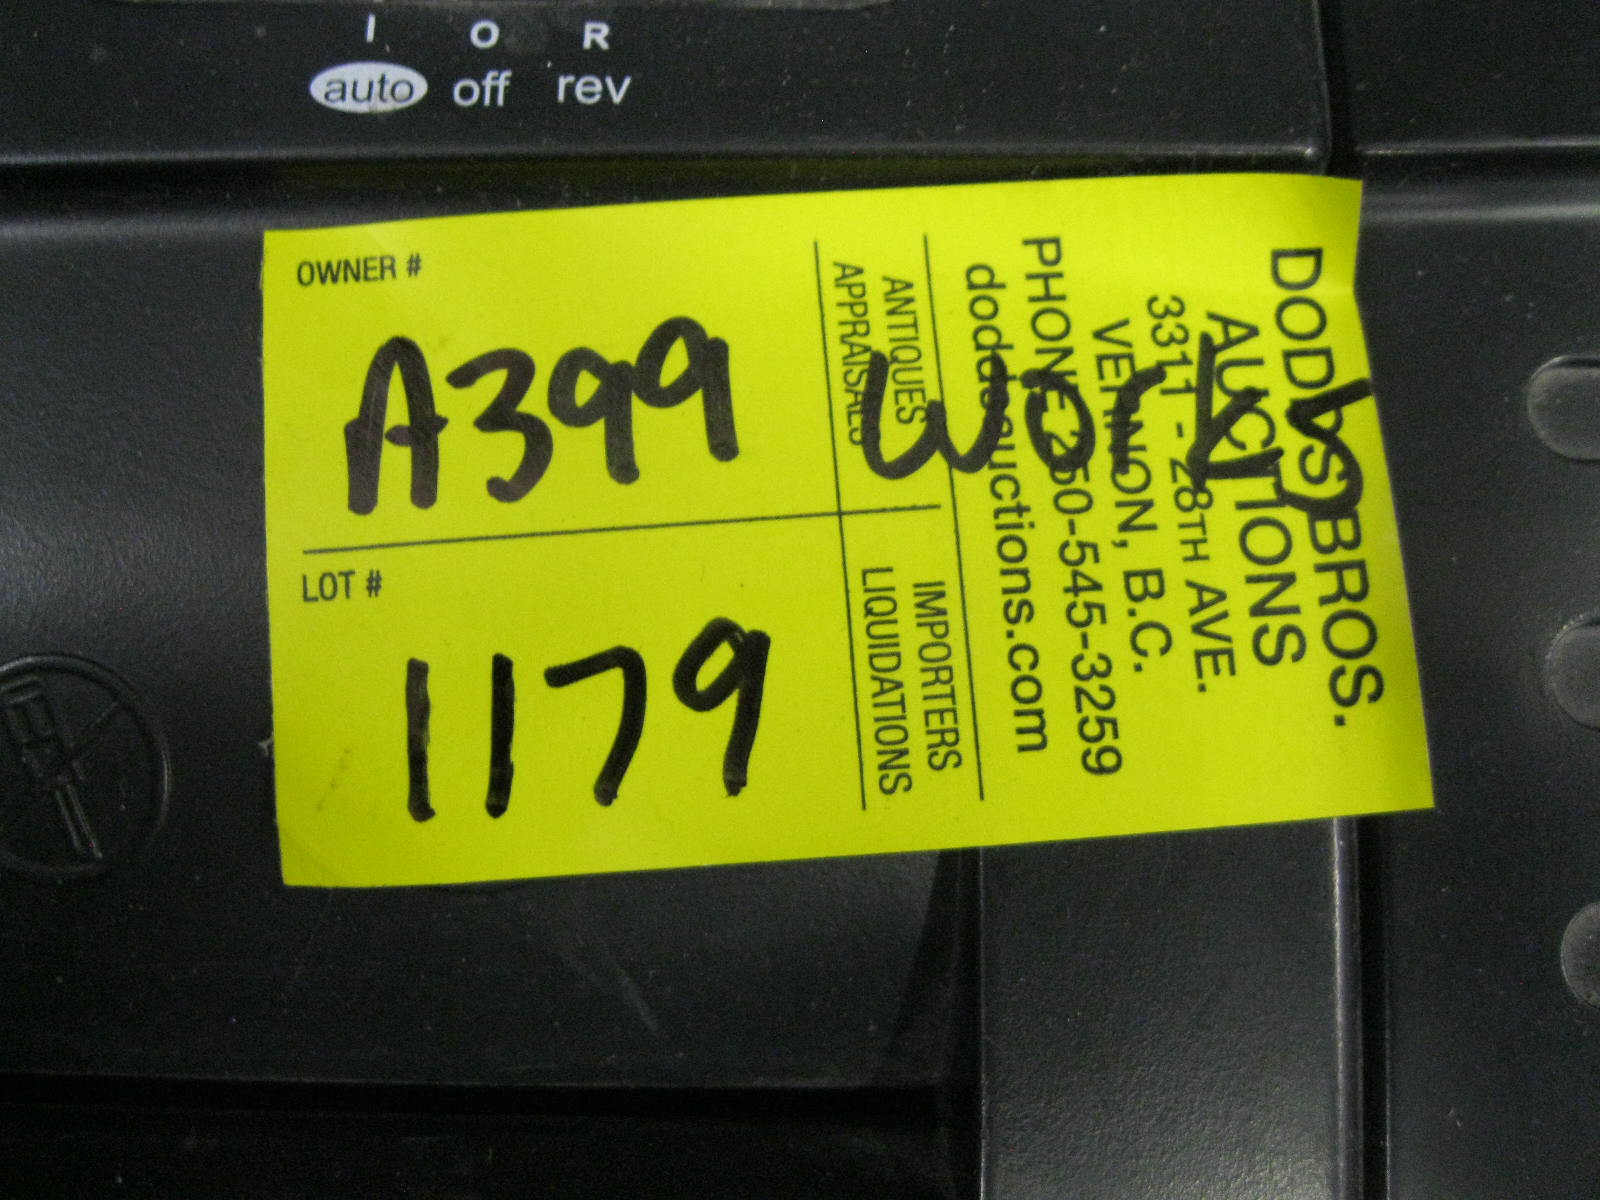 I O R
auto off rev
OWNER #
A399
LOT #
1179
works
DODDS BROS.
AUCTIONS
3311 - 28TH AVE.
VERNON, B.C.
PHONE 250-545-3259
doddsauctions.com
ANTIQUES IMPORTERS
APPRAISALS LIQUIDATIONS